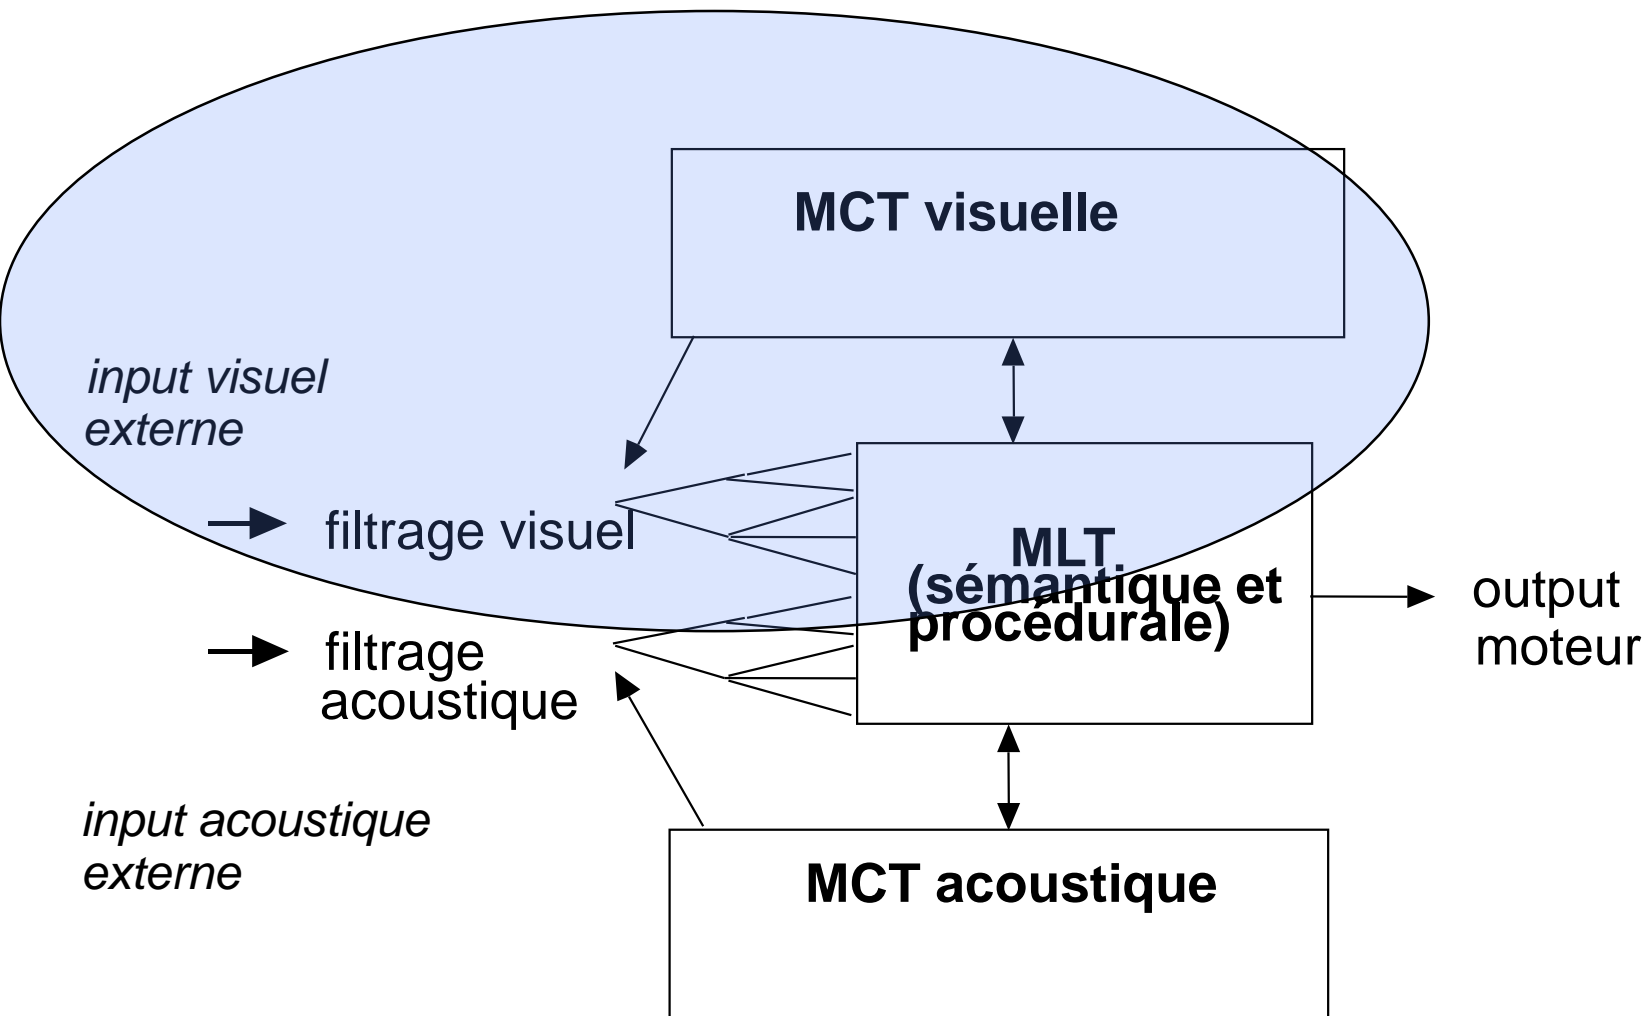 MCT visuelle
input visuel
externe
filtrage visuel
MLT
(sémantique et
procédurale)
output
moteur
filtrage
acoustique
input acoustique
externe
MCT acoustique